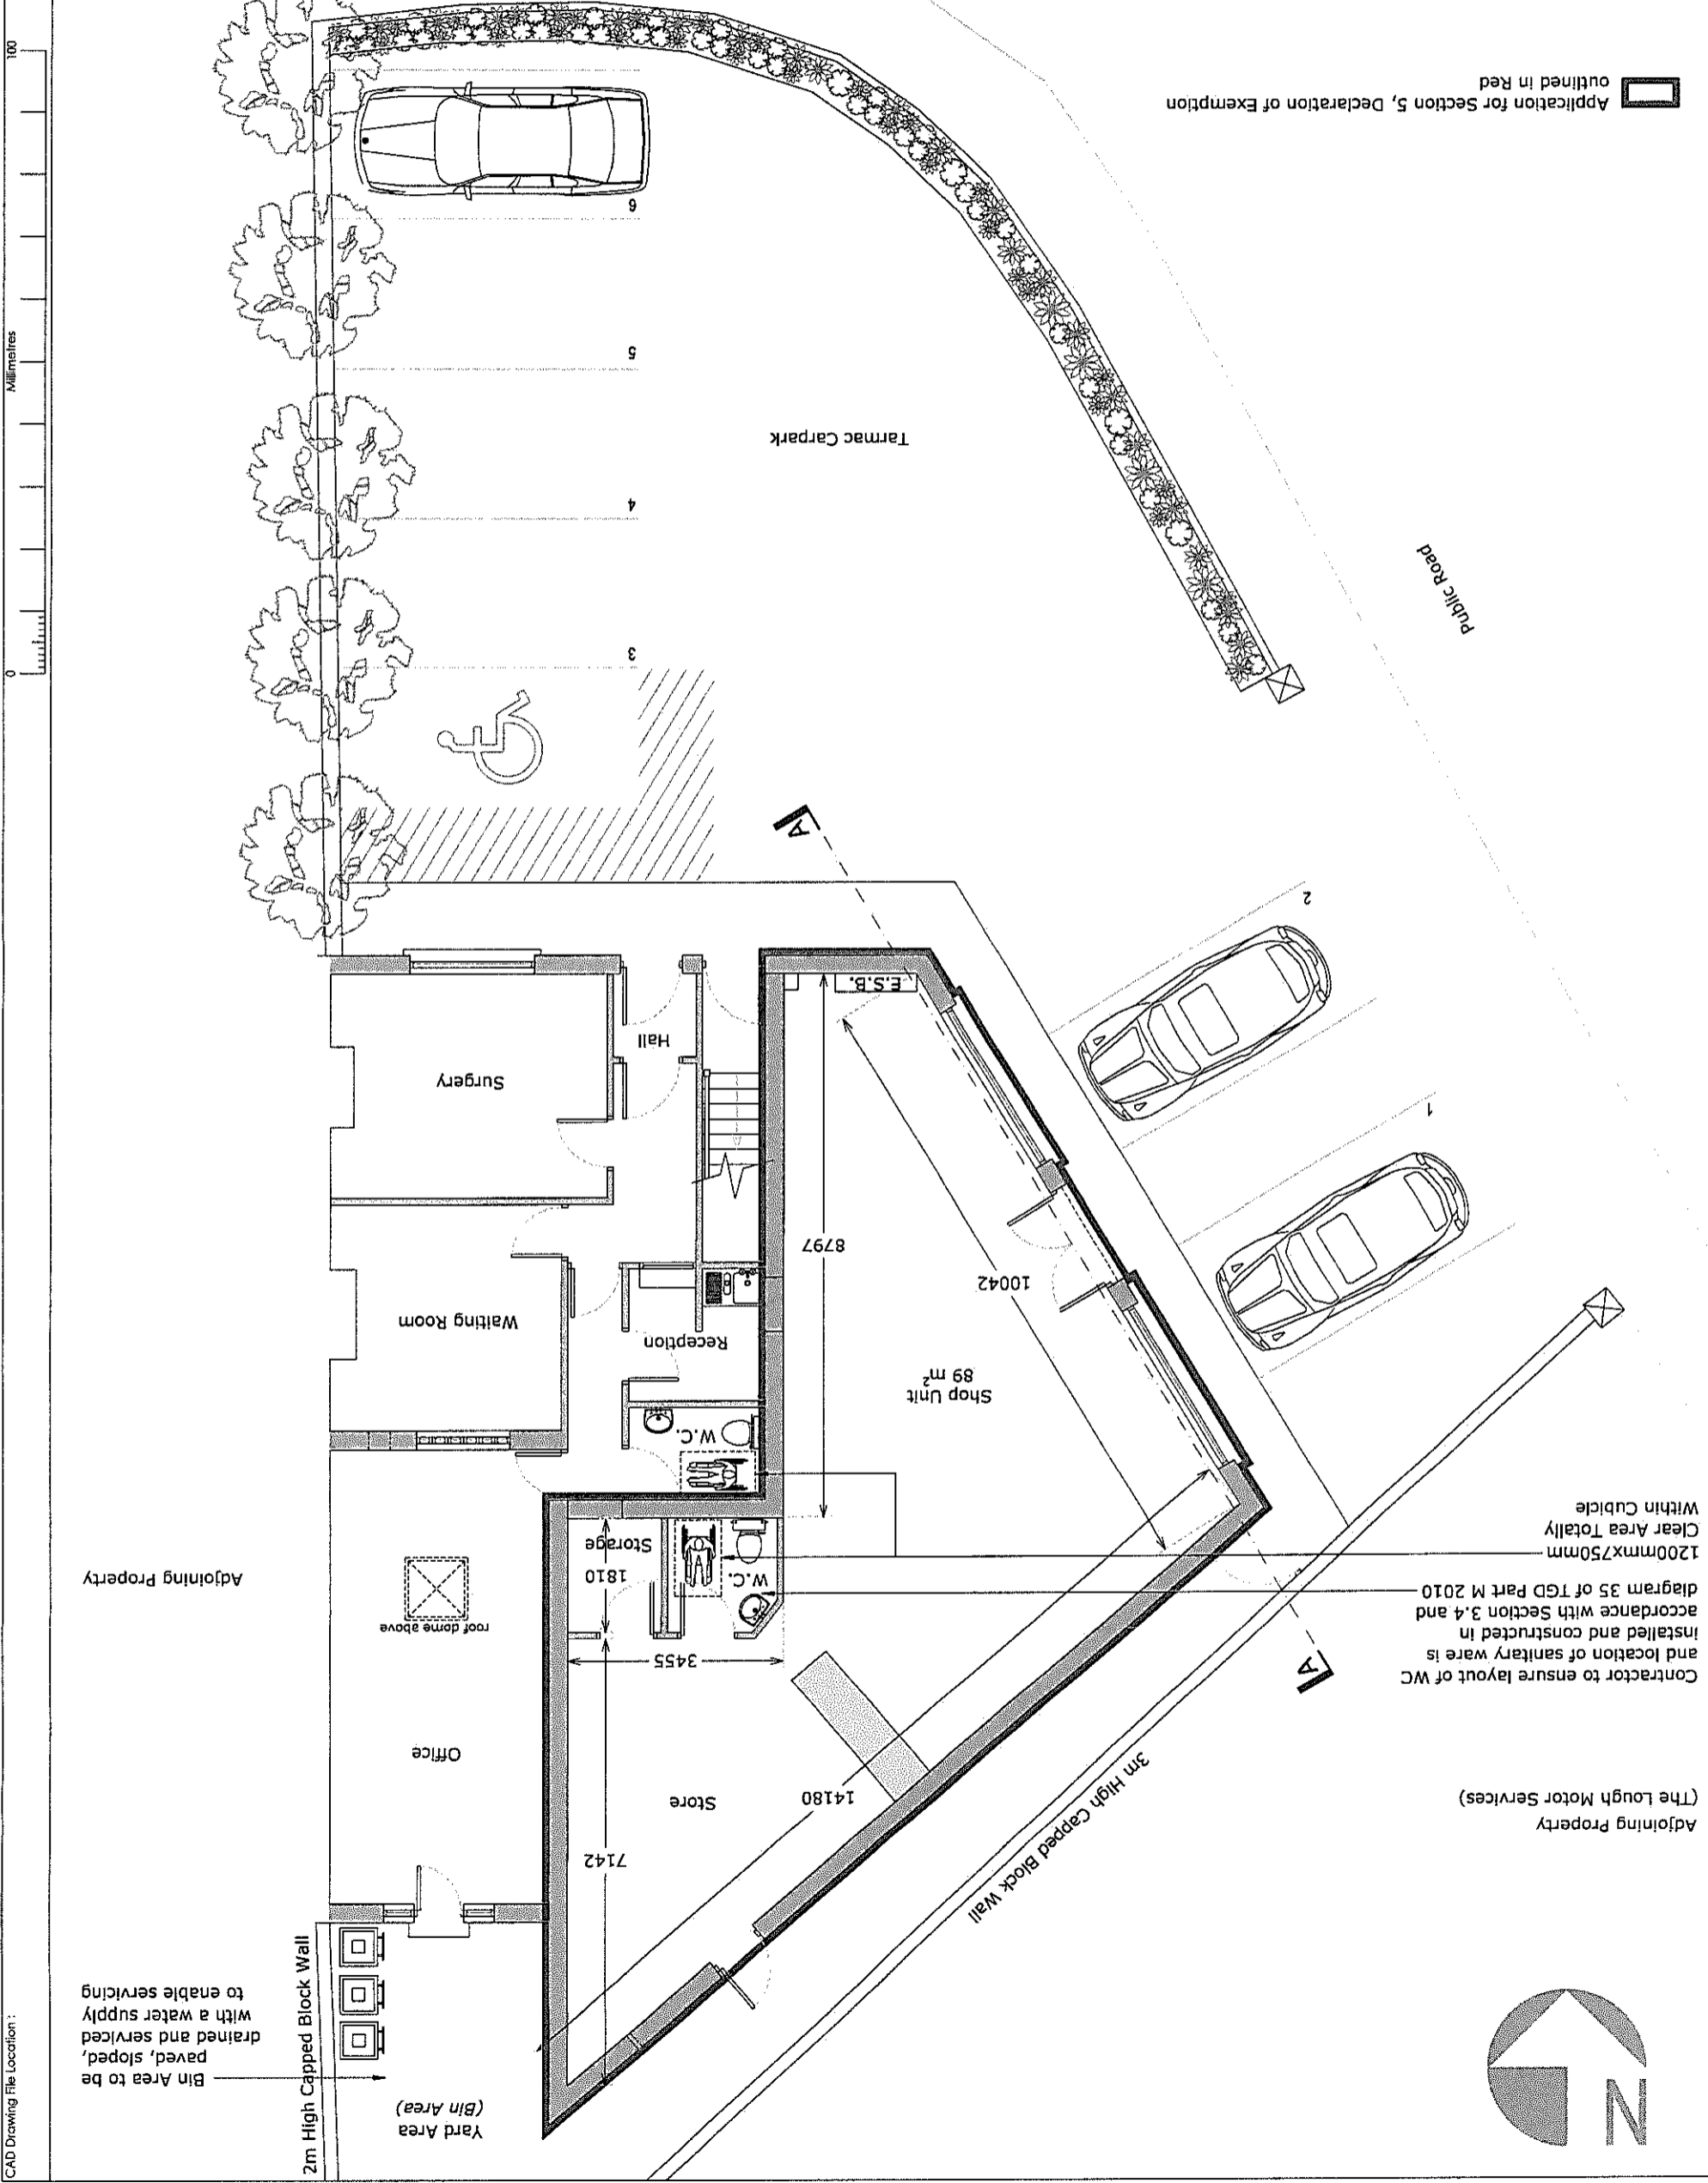 CAD Drawing File Location :
0
Millimetres
100
N
Yard Area
(Bin Area)
Bin Area to be
paved, sloped,
drained and serviced
with a water supply
to enable servicing
2m High Capped Block Wall
3m High Capped Block Wall
Adjoining Property
(The Lough Motor Services)
Store
7142
14180
Office
roof dome above
Adjoining Property
3455
Contractor to ensure layout of WC
and location of sanitary ware is
installed and constructed in
accordance with Section 3.4 and
diagram 35 of TGD Part M 2010
1200mmx750mm
Clear Area Totally
Within Cubicle
A
W.C.
1810
Storage
W.C.
Shop Unit
89 m²
Reception
Waiting Room
10042
8797
Hall
Surgery
E.S.B.
A
1
2
3
4
5
6
Public Road
Tarmac Carpark
Application for Section 5, Declaration of Exemption
outlined in Red